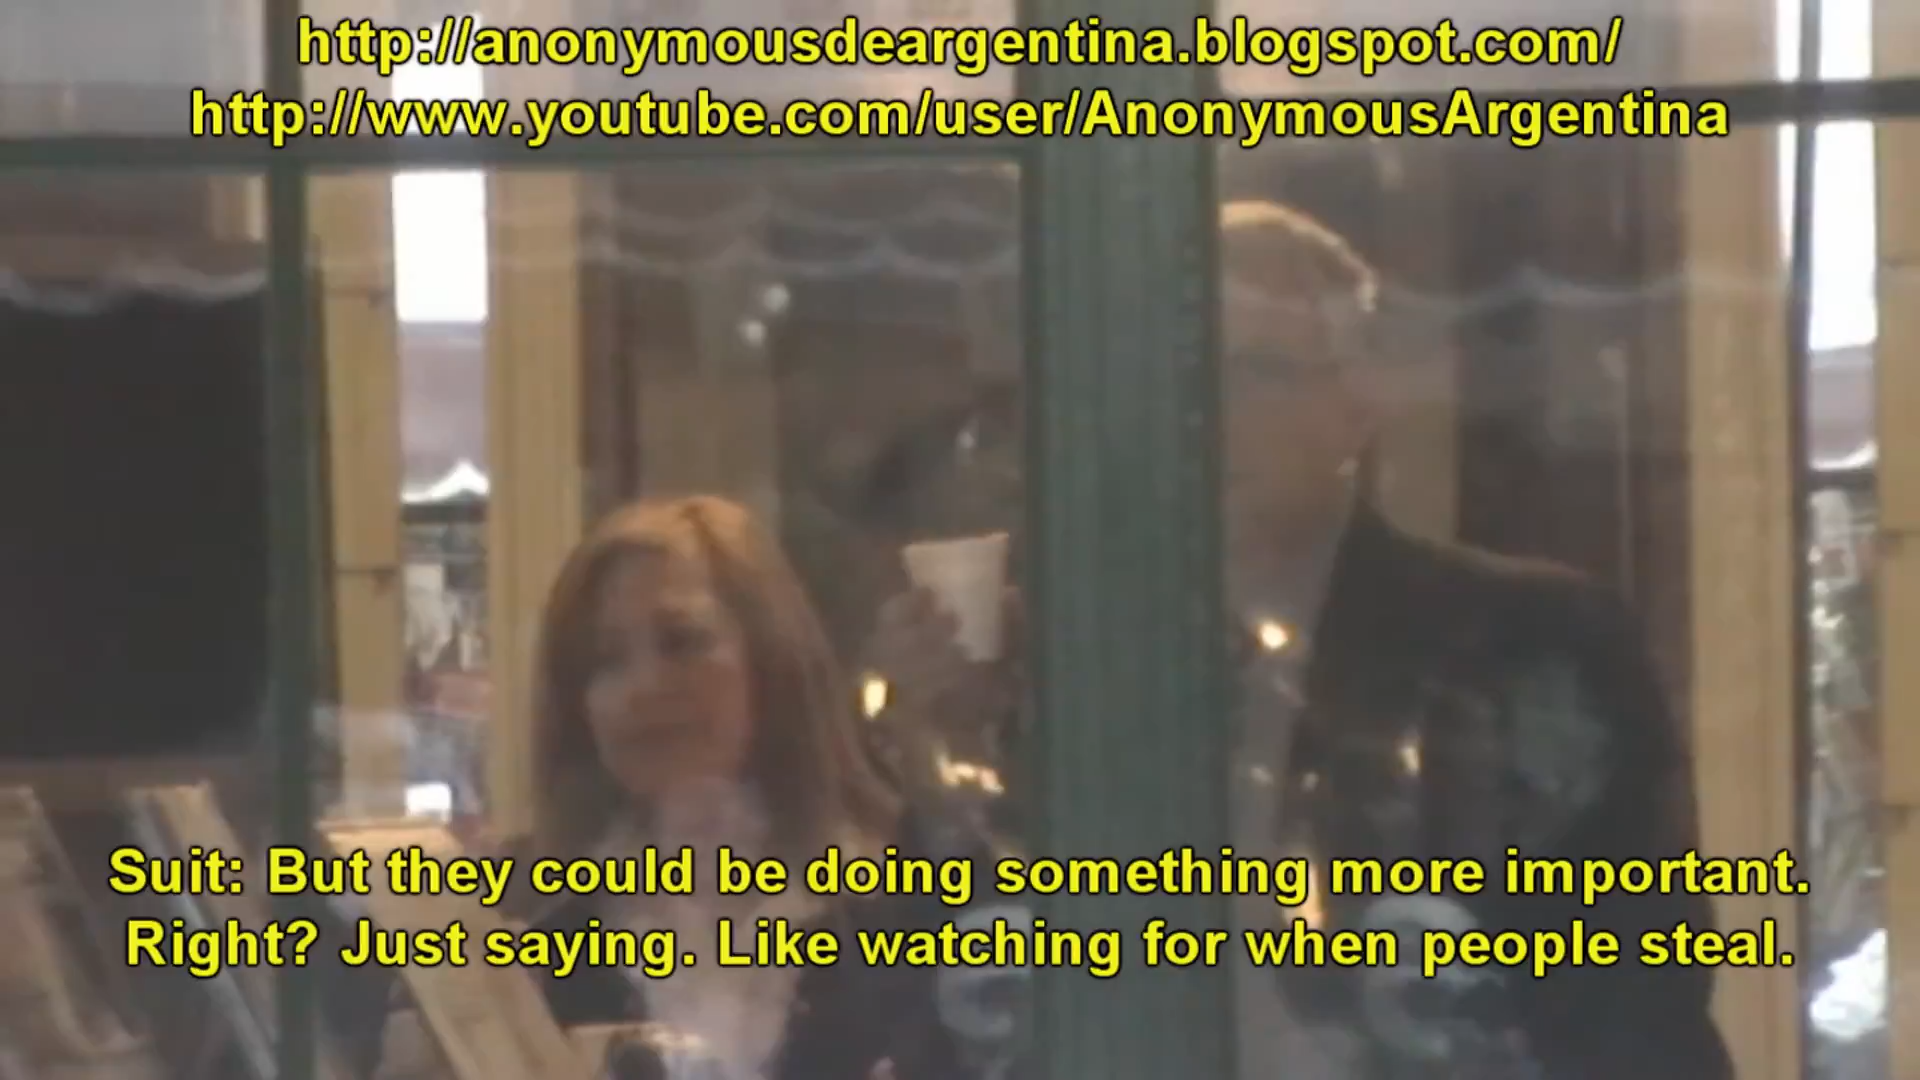 http://anonymousdeargentina.blogspot.com/
http://www.youtube.com/user/AnonymousArgentina
Suit: But they could be doing something more important.
Right? Just saying. Like watching for when people steal.